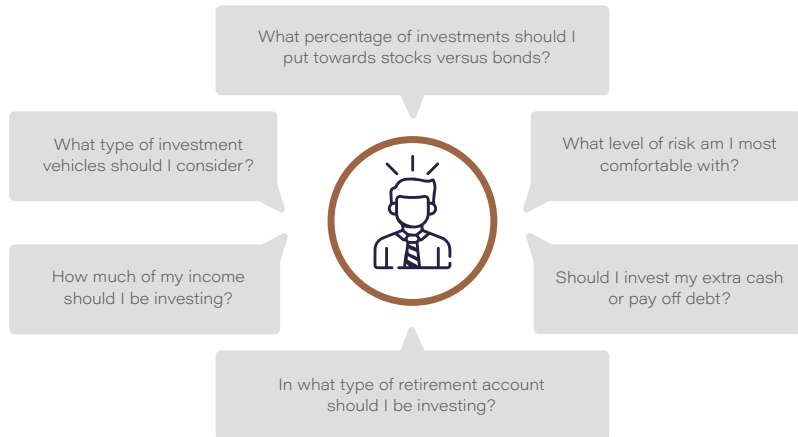 What percentage of investments should I
put towards stocks versus bonds?
What type of investment
vehicles should I consider?
What level of risk am I most
comfortable with?
How much of my income
should I be investing?
Should I invest my extra cash
or pay off debt?
In what type of retirement account
should I be investing?